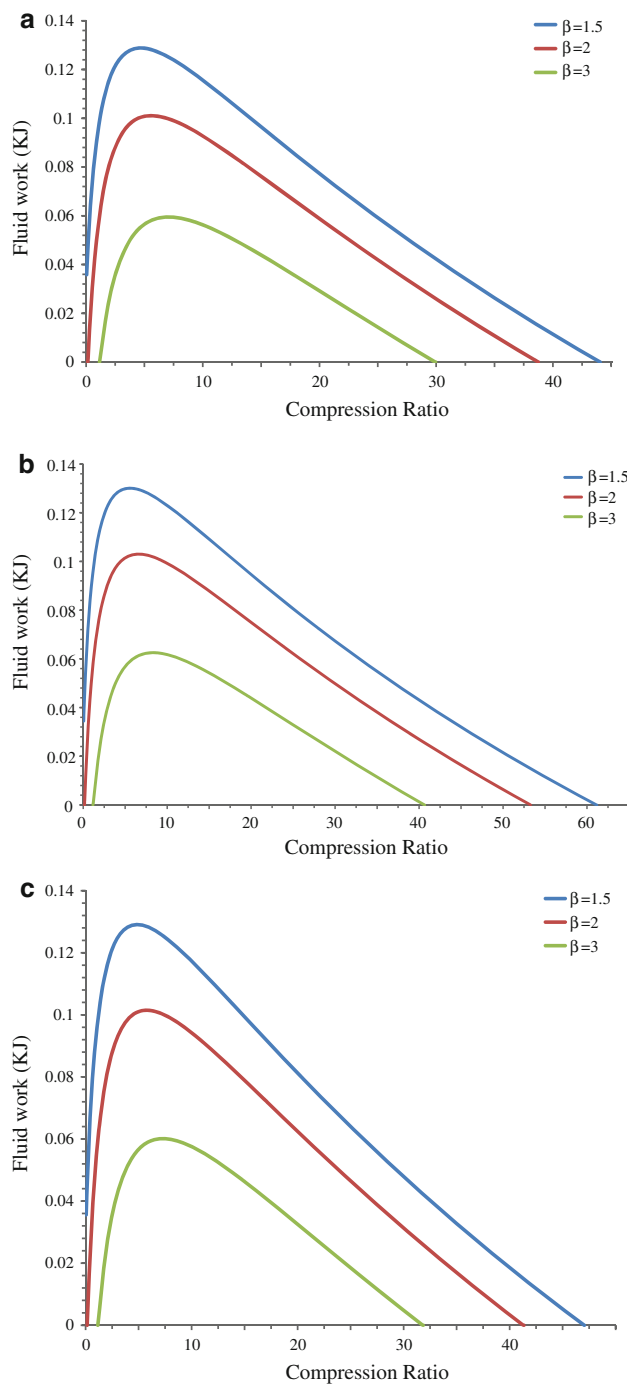 a
β=1.5
β=2
β=3
0.14
0.12
0.1
0.08
0.06
0.04
0.02
0
Fluid work (KJ)
0 10 20 30 40
Compression Ratio
b
β=1.5
β=2
β=3
0.14
0.12
0.1
0.08
0.06
0.04
0.02
0
Fluid work (KJ)
0 10 20 30 40 50 60
Compression Ratio
c
β=1.5
β=2
β=3
0.14
0.12
0.1
0.08
0.06
0.04
0.02
0
Fluid work (KJ)
0 10 20 30 40
Compression Ratio